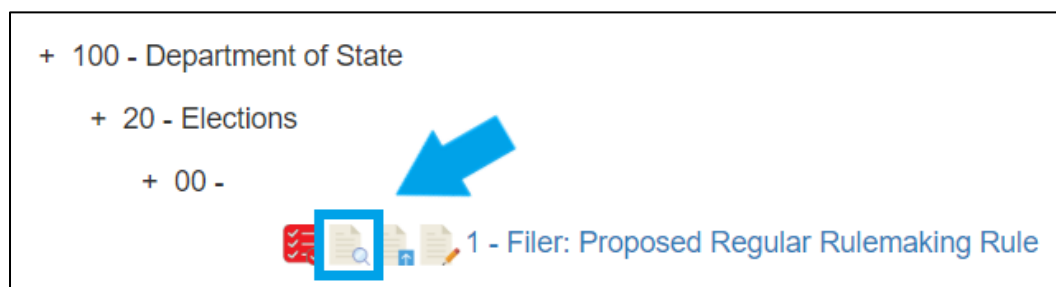 + 100 - Department of State
+ 20 - Elections
+ 00 -
1 - Filer: Proposed Regular Rulemaking Rule